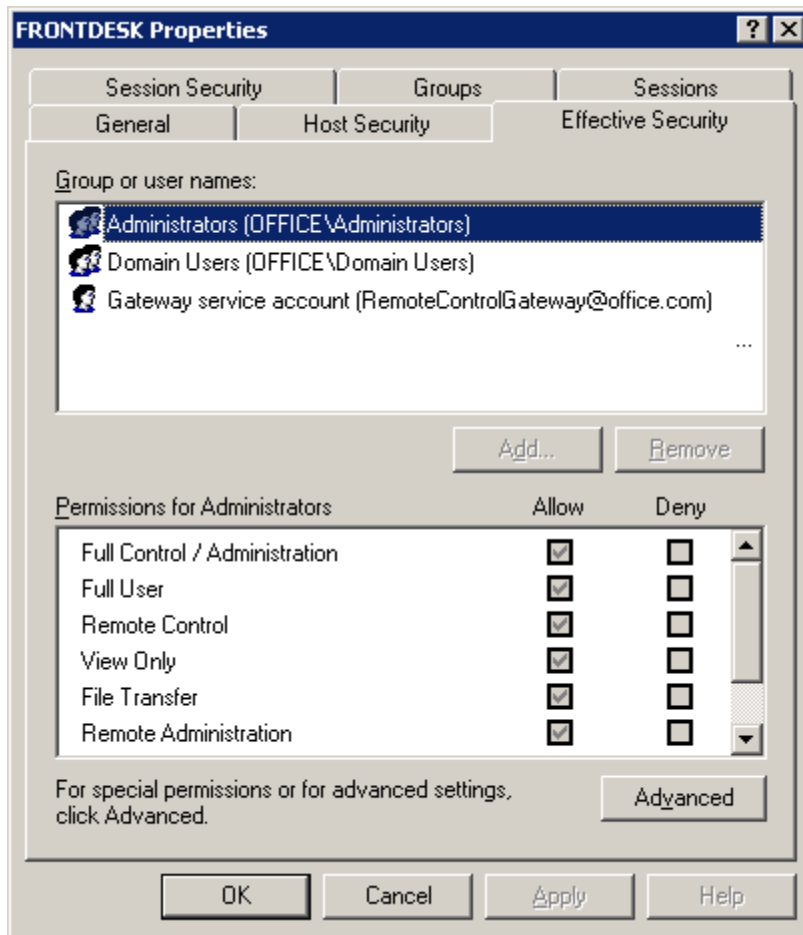 FRONTDESK Properties
Session Security Groups Sessions
General Host Security Effective Security
Group or user names:
Administrators (OFFICE\Administrators)
Domain Users (OFFICE\Domain Users)
Gateway service account (RemoteControlGateway@office.com)
...
Add... Remove
Permissions for Administrators Allow Deny
Full Control / Administration
Full User
Remote Control
View Only
File Transfer
Remote Administration
For special permissions or for advanced settings,
click Advanced.
Advanced
OK Cancel Apply Help